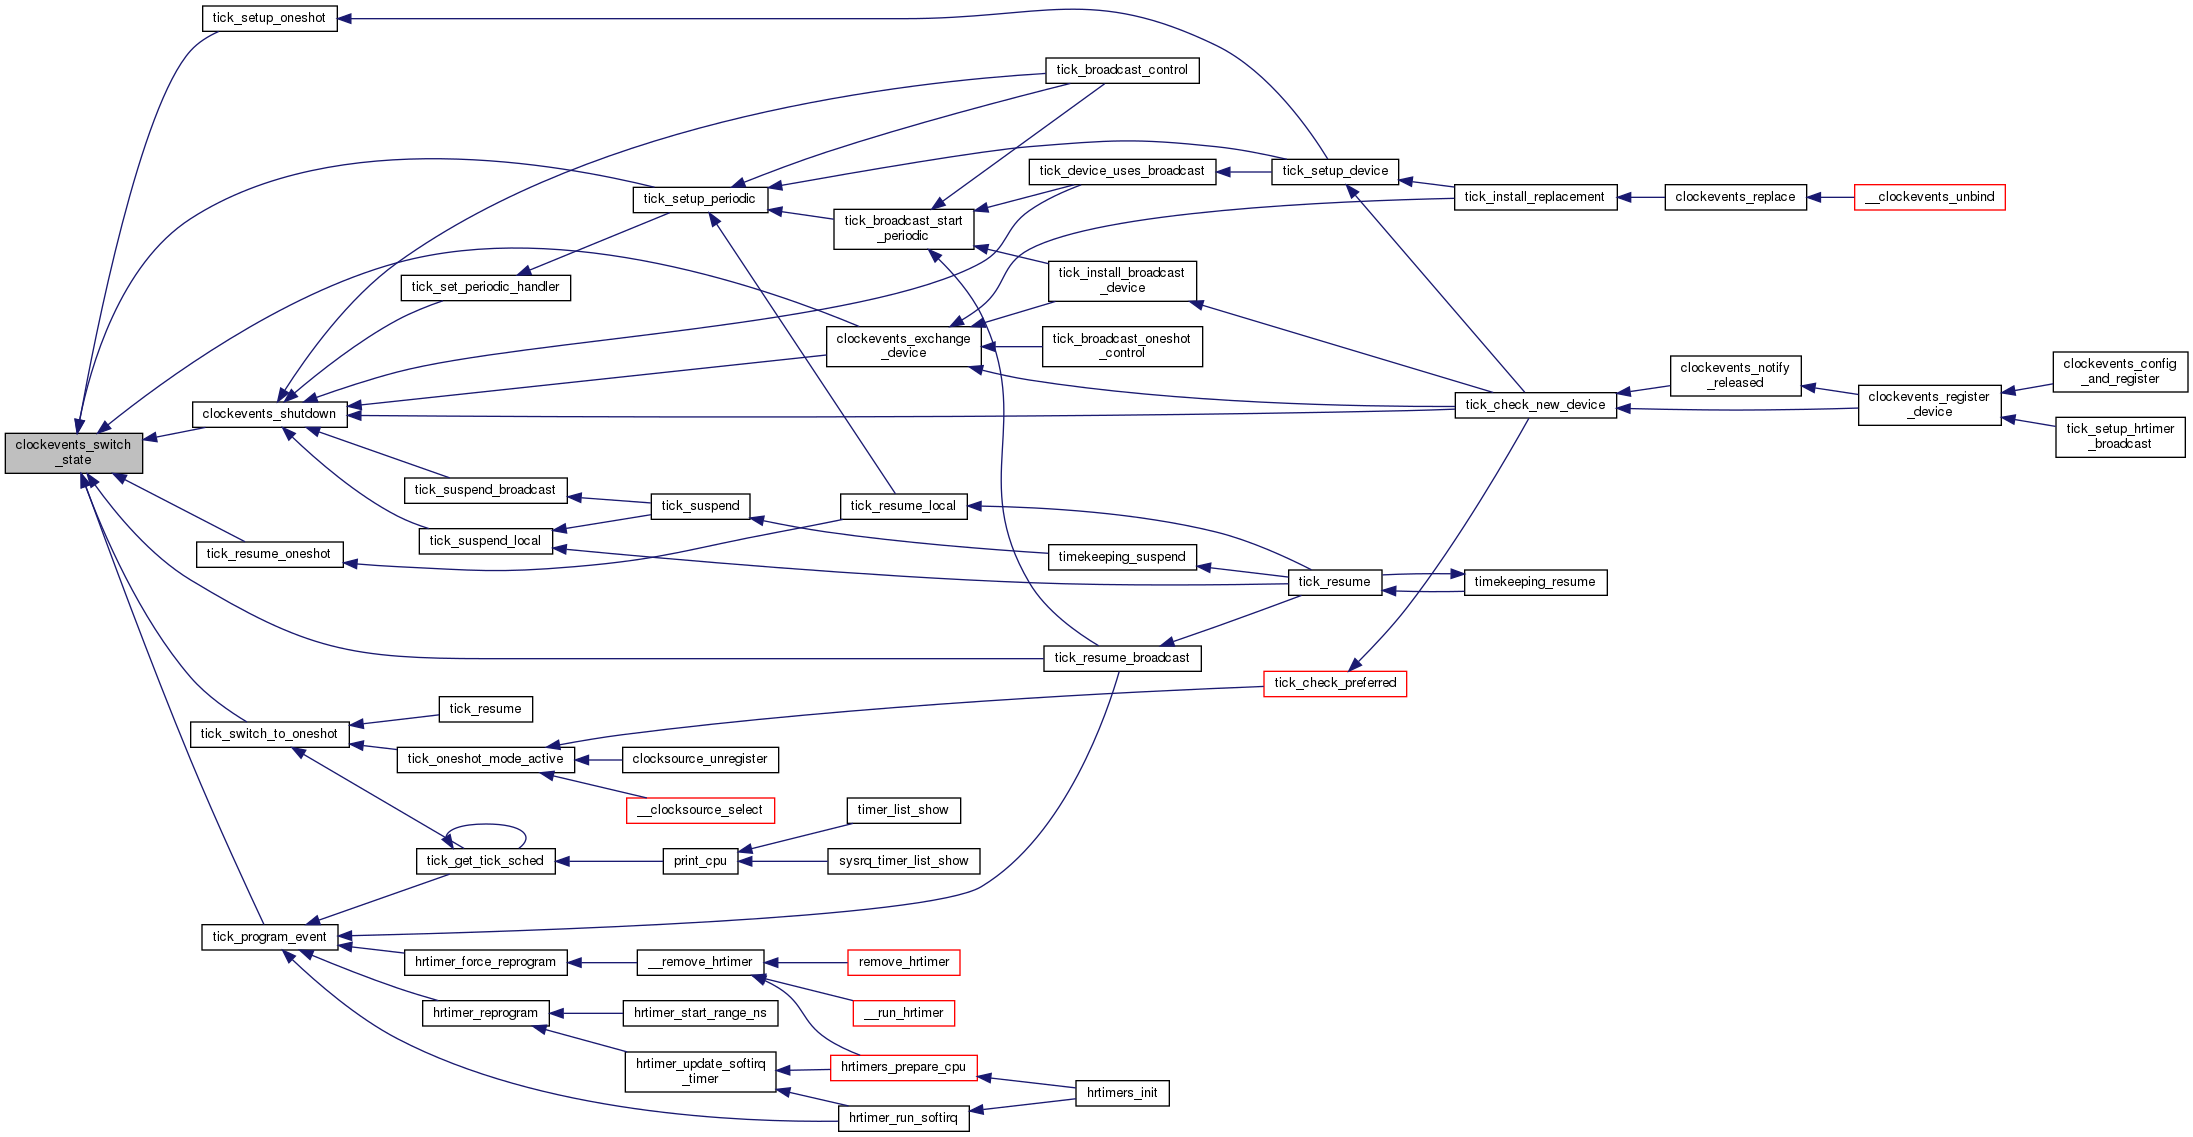 tick_setup_oneshot
tick_broadcast_control
tick_device_uses_broadcast
tick_setup_device
tick_setup_periodic
tick_install_replacement
clockevents_replace
__clockevents_unbind
tick_broadcast_start
_periodic
tick_set_periodic_handler
tick_install_broadcast
_device
clockevents_exchange
_device
tick_broadcast_oneshot
_control
clockevents_shutdown
tick_check_new_device
clockevents_notify
_released
clockevents_register
_device
clockevents_config
_and_register
tick_setup_hrtimer
_broadcast
clockevents_switch
_state
tick_suspend_broadcast
tick_suspend
tick_resume_local
tick_suspend_local
tick_resume_oneshot
timekeeping_suspend
tick_resume
timekeeping_resume
tick_resume_broadcast
tick_check_preferred
tick_resume
tick_switch_to_oneshot
tick_oneshot_mode_active
clocksource_unregister
__clocksource_select
timer_list_show
tick_get_tick_sched
print_cpu
sysrq_timer_list_show
tick_program_event
hrtimer_force_reprogram
__remove_hrtimer
remove_hrtimer
hrtimer_reprogram
hrtimer_start_range_ns
__run_hrtimer
hrtimer_update_softirq
_timer
hrtimers_prepare_cpu
hrtimers_init
hrtimer_run_softirq